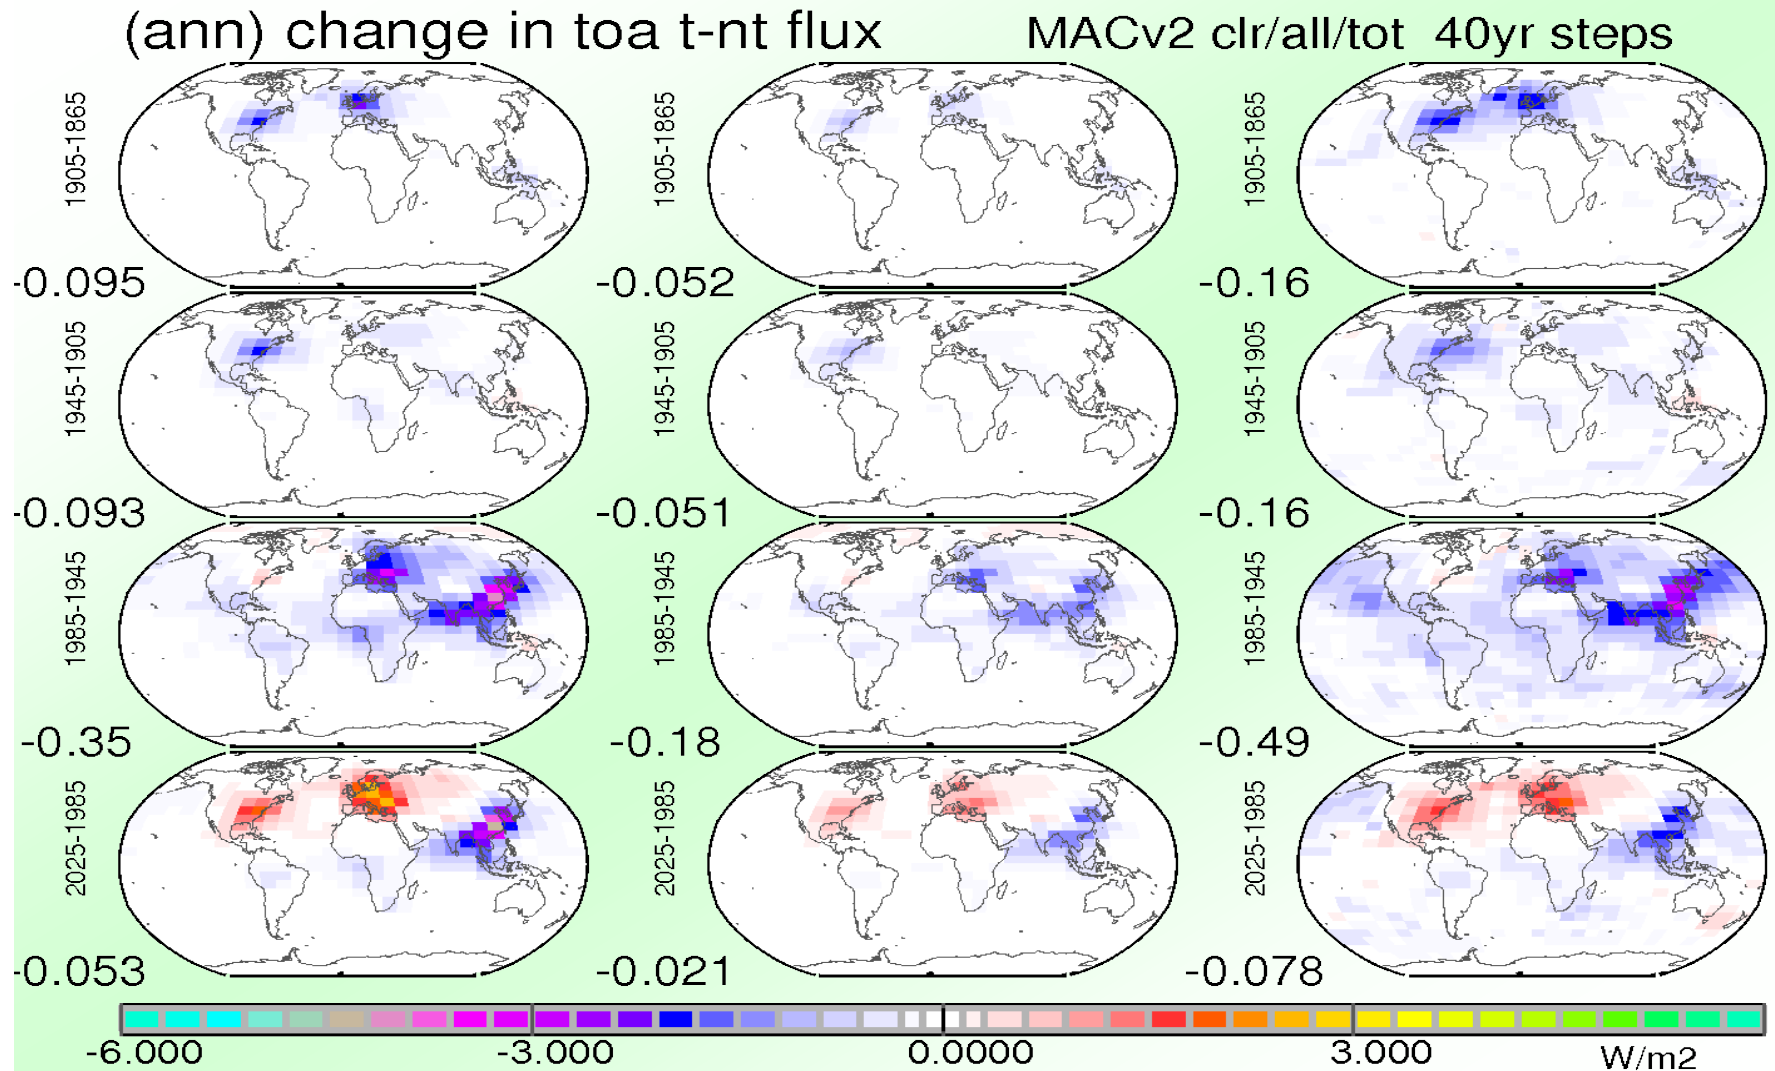 (ann) change in toa t-nt flux MACv2 clr/all/tot 40yr steps
1905-1865 1905-1865 1905-1865
-0.095 -0.052 -0.16
1945-1905 1945-1905 1945-1905
-0.093 -0.051 -0.16
1985-1945 1985-1945 1985-1945
-0.35 -0.18 -0.49
2025-1985 2025-1985 2025-1985
-0.053 -0.021 -0.078
-6.000 -3.000 0.0000 3.000 W/m2